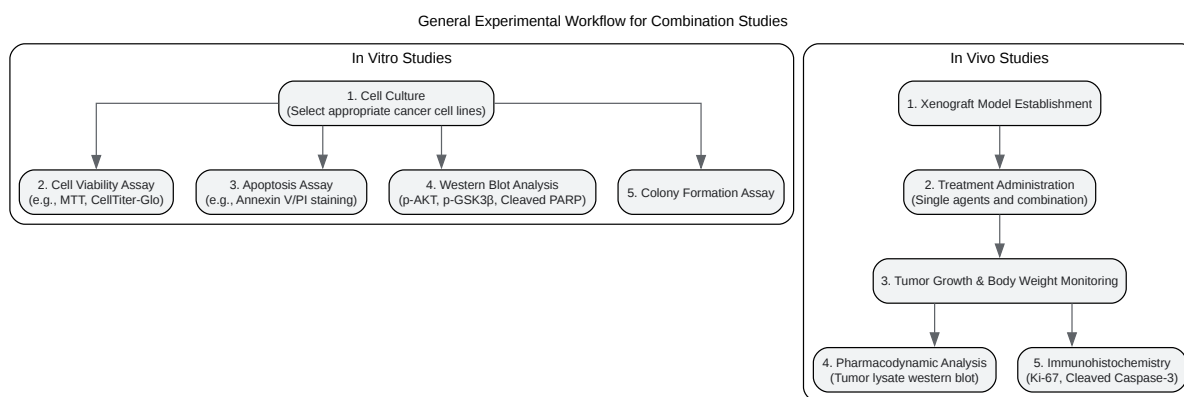 General Experimental Workflow for Combination Studies
In Vitro Studies
1. Cell Culture
(Select appropriate cancer cell lines)
2. Cell Viability Assay
(e.g., MTT, CellTiter-Glo)
3. Apoptosis Assay
(e.g., Annexin V/PI staining)
4. Western Blot Analysis
(p-AKT, p-GSK3β, Cleaved PARP)
5. Colony Formation Assay
In Vivo Studies
1. Xenograft Model Establishment
2. Treatment Administration
(Single agents and combination)
3. Tumor Growth & Body Weight Monitoring
4. Pharmacodynamic Analysis
(Tumor lysate western blot)
5. Immunohistochemistry
(Ki-67, Cleaved Caspase-3)